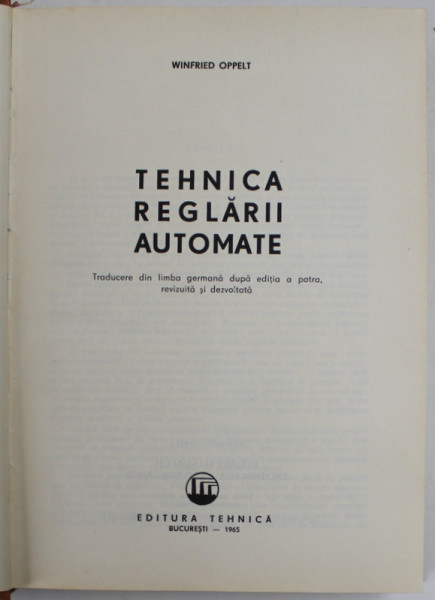 WINFRIED OPPELT
TEHNICA
REGLĂRII
AUTOMATE
Traducere din limba germană după ediția a patra,
revizuită și dezvoltată
EDITURA TEHNICĂ
BUCUREȘTI — 1965